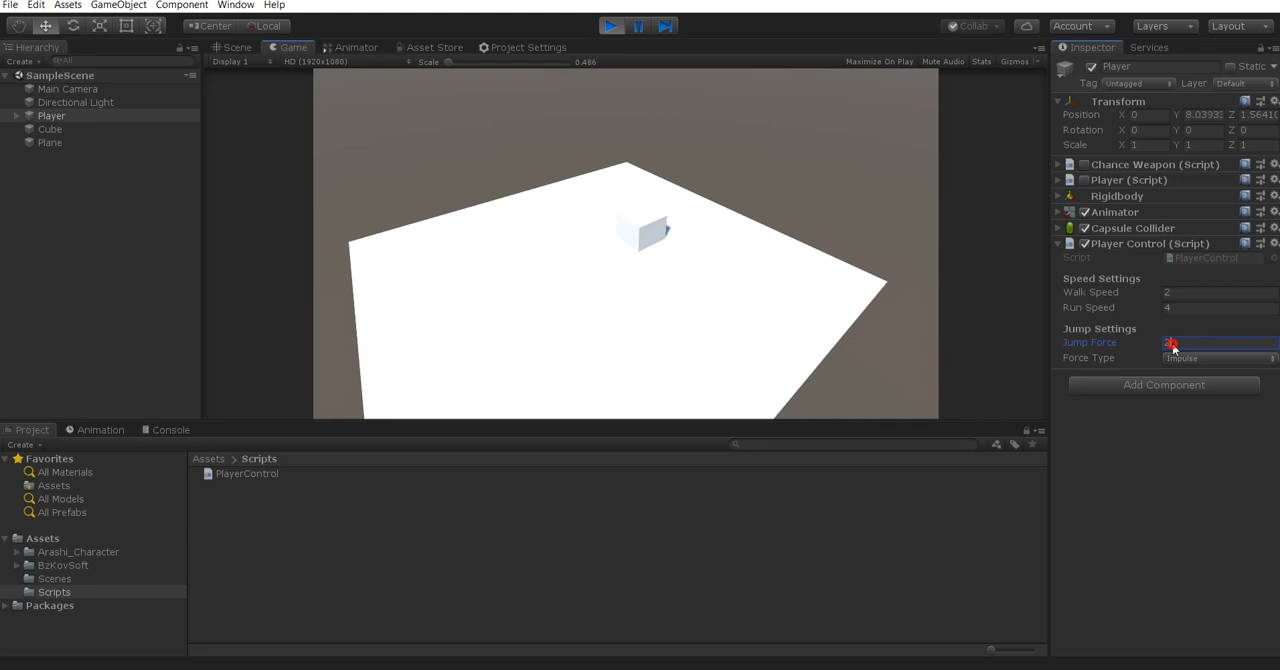 File Edit Assets GameObject Component Window Help
Center Local Collab Account Layers Layout
Hierarchy Scene Game Animator Asset Store Project Settings Inspector Services
Create All Display 1 HD (1920x1080) Scale 0.486 Maximize On Play Mute Audio Stats Gizmos Player Static
SampleScene
Tag Untagged Layer Default
Main Camera
Directional Light Transform
Player Position X 0 Y 8.0393 Z 1.5641
Cube Rotation X 0 Y 0 Z 0
Plane Scale X 1 Y 1 Z 1
Chance Weapon (Script)
Player (Script)
Rigidbody
Animator
Capsule Collider
Player Control (Script)
Script PlayerControl
Speed Settings
Walk Speed 2
Run Speed 4
Jump Settings
Jump Force
Force Type Impulse
Add Component
Project Animation Console
Create
Favorites Assets > Scripts
All Materials PlayerControl
Assets
All Models
All Prefabs
Assets
Arashi_Character
BzKovSoft
Scenes
Scripts
Packages